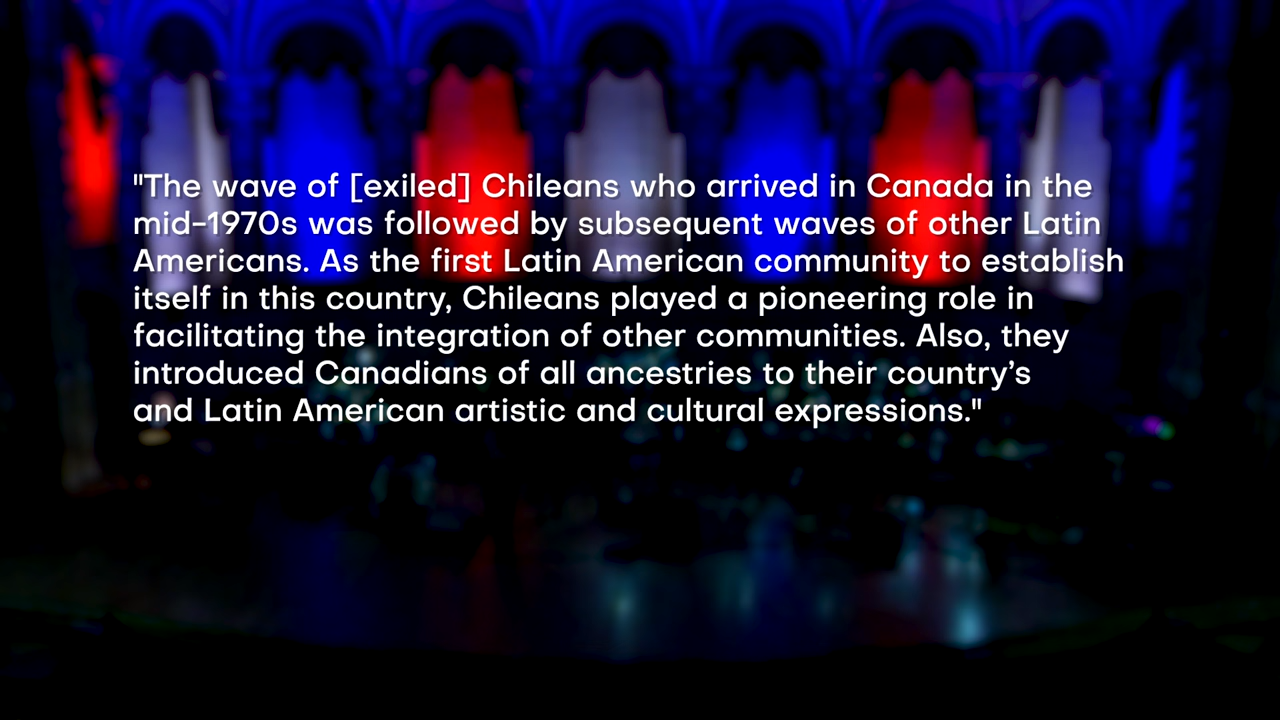 "The wave of [exiled] Chileans who arrived in Canada in the
mid-1970s was followed by subsequent waves of other Latin
Americans. As the first Latin American community to establish
itself in this country, Chileans played a pioneering role in
facilitating the integration of other communities. Also, they
introduced Canadians of all ancestries to their country’s
and Latin American artistic and cultural expressions."